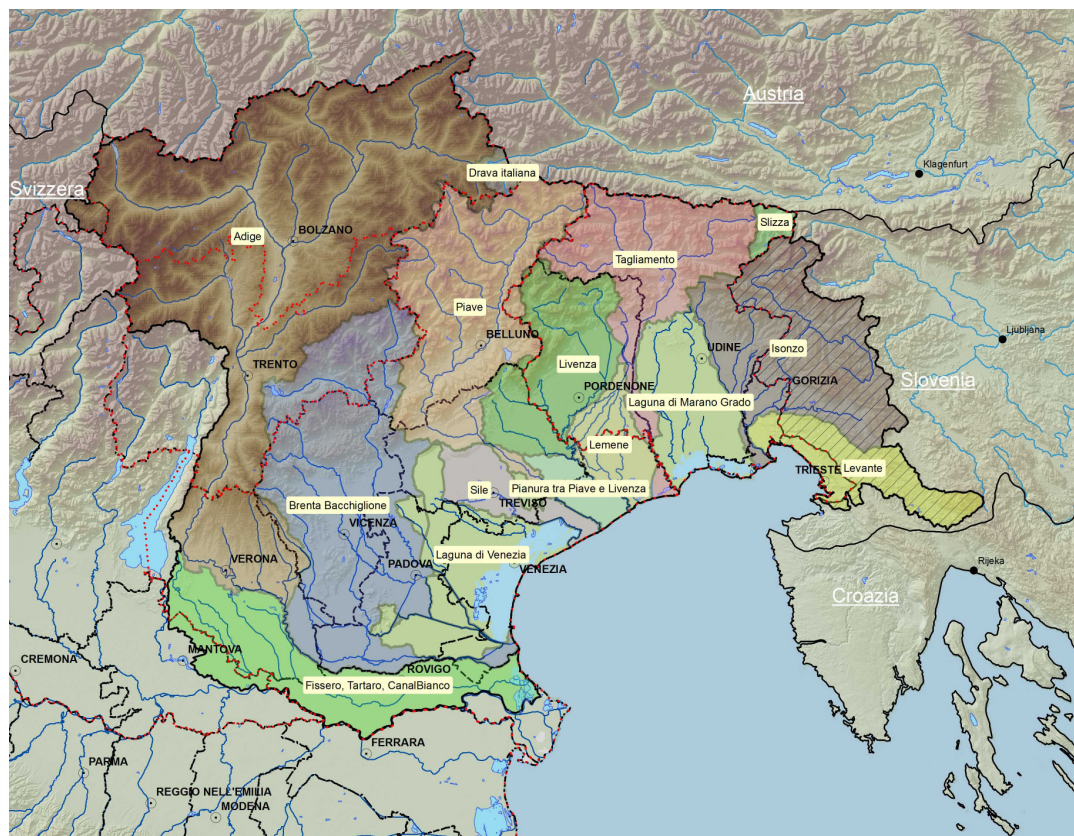 Austria
Klagenfurt
Drava italiana
Svizzera
Slizza
BOLZANO
Adige
Tagliamento
Piave
BELLUNO
Ljubljana
UDINE
Isonzo
TRENTO
Livenza
Slovenia
GORIZIA
PORDENONE
Laguna di Marano Grado
Lemene
TRIESTE
Levante
Sile
Pianura tra Piave e Livenza
TREVISO
Brenta Bacchiglione
VICENZA
Laguna di Venezia
VERONA
PADOVA
VENEZIA
Rijeka
Croazia
MANTOVA
CREMONA
ROVIGO
Fissero, Tartaro, CanalBianco
FERRARA
PARMA
REGGIO NELL'EMILIA
MODENA